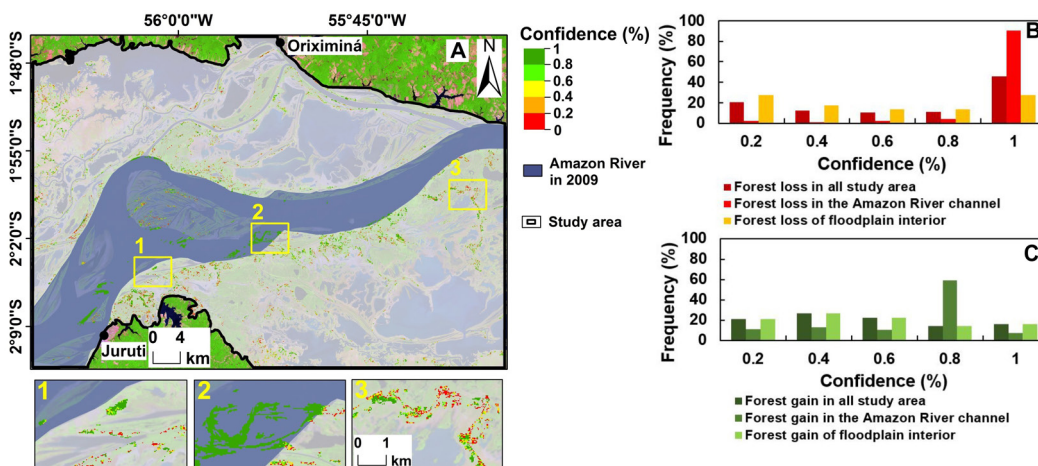 56°0'0"W
55°45'0"W
1°48'0"S
1°55'0"S
2°22'0"S
2°9'0"S
Oriximiná
A
N
1
2
3
Juruti
0 4
km
Confidence (%)
1
0.8
0.6
0.4
0.2
0
Amazon River
in 2009
Study area
1
2
3
0 1
km
B
Frequency (%)
100
80
60
40
20
0
0.2 0.4 0.6 0.8 1
Confidence (%)
Forest loss in all study area
Forest loss in the Amazon River channel
Forest loss of floodplain interior
C
Frequency (%)
100
80
60
40
20
0
0.2 0.4 0.6 0.8 1
Confidence (%)
Forest gain in all study area
Forest gain in the Amazon River channel
Forest gain of floodplain interior